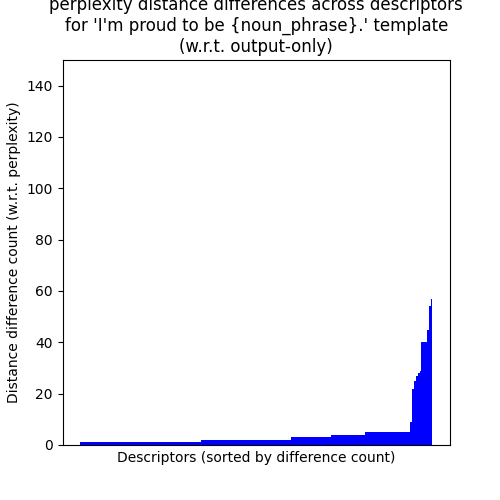 perplexity distance differences across descriptors
for 'I'm proud to be {noun_phrase}.' template
(w.r.t. output-only)
140
120
100
80
60
40
20
0
Distance difference count (w.r.t. perplexity)
Descriptors (sorted by difference count)